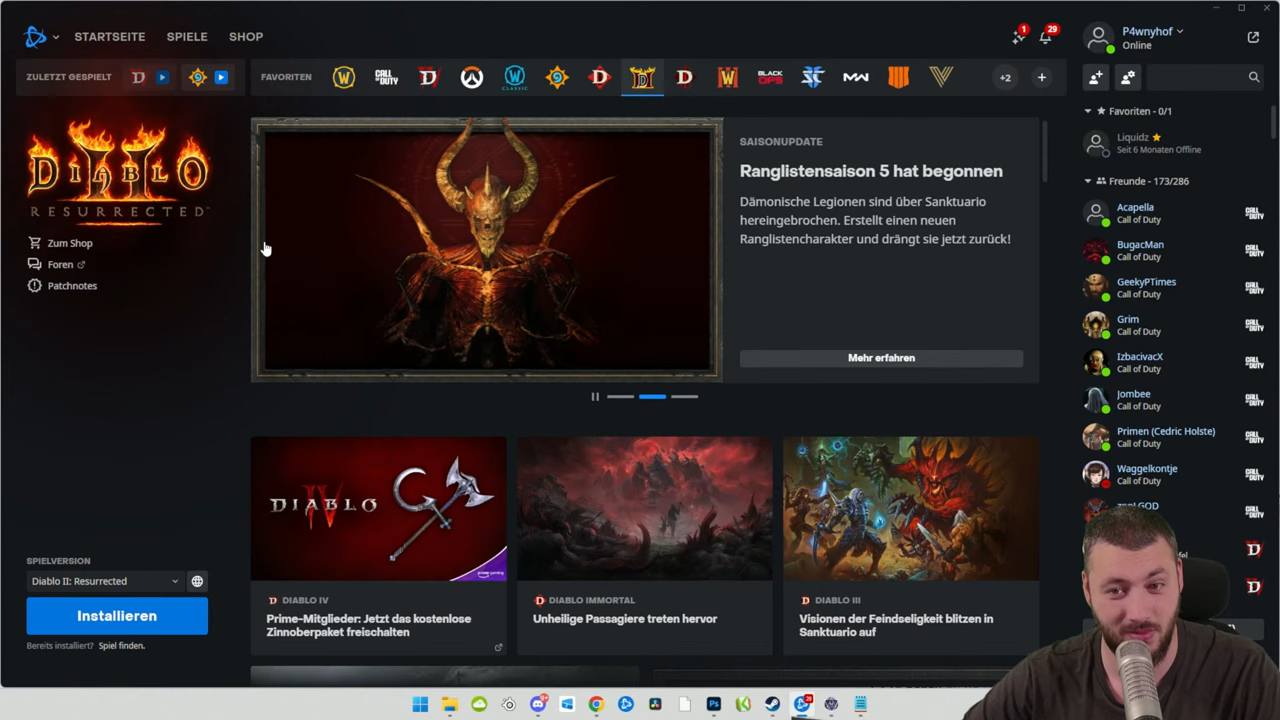 STARTSEITE
SPIELE
SHOP
1
29
P4wnyhof
Online
ZULETZT GESPIELT
FAVORITEN
CALL OF DUTY
CLASSIC
BLACK OPS
+2
DIABLO
II
RESURRECTED
Zum Shop
Foren
Patchnotes
SAISONUPDATE
Ranglistensaison 5 hat begonnen
Dämonische Legionen sind über Sanktuario
hereingebrochen. Erstellt einen neuen
Ranglistencharakter und drängt sie jetzt zurück!
Mehr erfahren
Favoriten - 0/1
Liquidz
Seit 6 Monaten Offline
Freunde - 173/286
Acapella
Call of Duty
BugacMan
Call of Duty
GeekyPTimes
Call of Duty
Grim
Call of Duty
IzbacivacX
Call of Duty
Jombee
Call of Duty
Primen (Cedric Holste)
Call of Duty
Waggelkontje
Call of Duty
DIABLO IV
prime gaming
DIABLO IV
Prime-Mitglieder: Jetzt das kostenlose
Zinnoberpaket freischalten
DIABLO IMMORTAL
Unheilige Passagiere treten hervor
DIABLO III
Visionen der Feindseligkeit blitzen in
Sanktuario auf
SPIELVERSION
Diablo II: Resurrected
Installieren
Bereits installiert? Spiel finden.